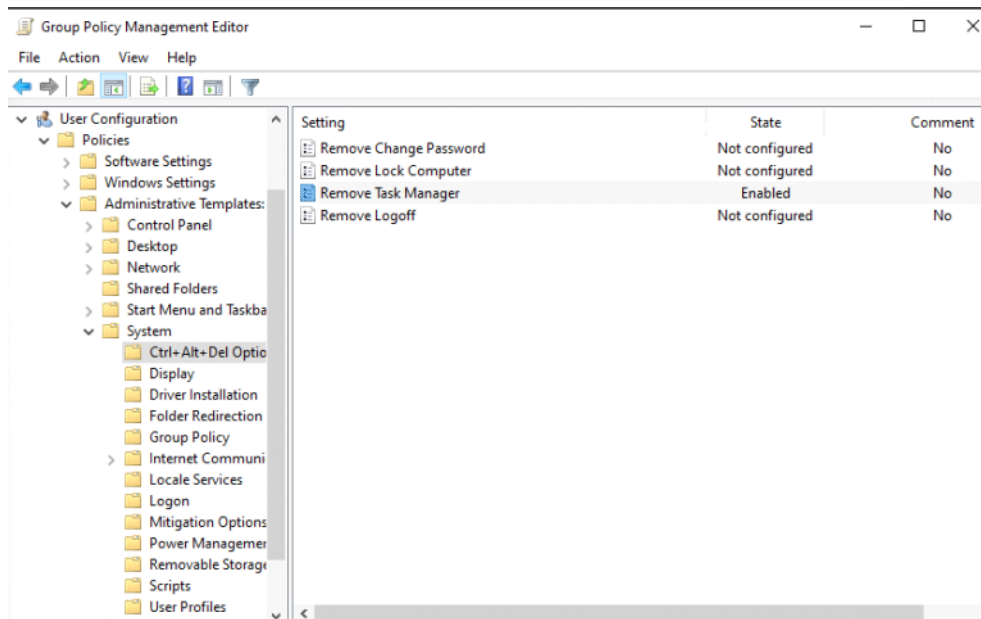 Group Policy Management Editor
File Action View Help
User Configuration
Policies
Software Settings
Windows Settings
Administrative Templates:
Control Panel
Desktop
Network
Shared Folders
Start Menu and Taskba
System
Ctrl+Alt+Del Optio
Display
Driver Installation
Folder Redirection
Group Policy
Internet Communi
Locale Services
Logon
Mitigation Options
Power Managemer
Removable Storage
Scripts
User Profiles
Setting State Comment
Remove Change Password Not configured No
Remove Lock Computer Not configured No
Remove Task Manager Enabled No
Remove Logoff Not configured No